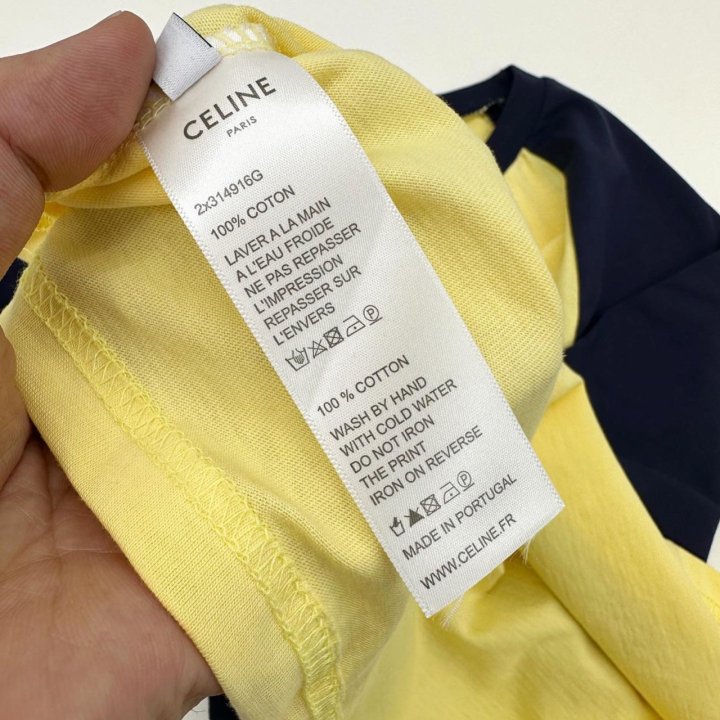 CELINE
PARIS
2x314916G
100% COTON
LAVER A LA MAIN
A L'EAU FROIDE
NE PAS REPASSER
L'IMPRESSION
REPASSER SUR
L'ENVERS
100 % COTTON
WASH BY HAND
WITH COLD WATER
DO NOT IRON
THE PRINT
IRON ON REVERSE
MADE IN PORTUGAL
WWW.CELINE.FR